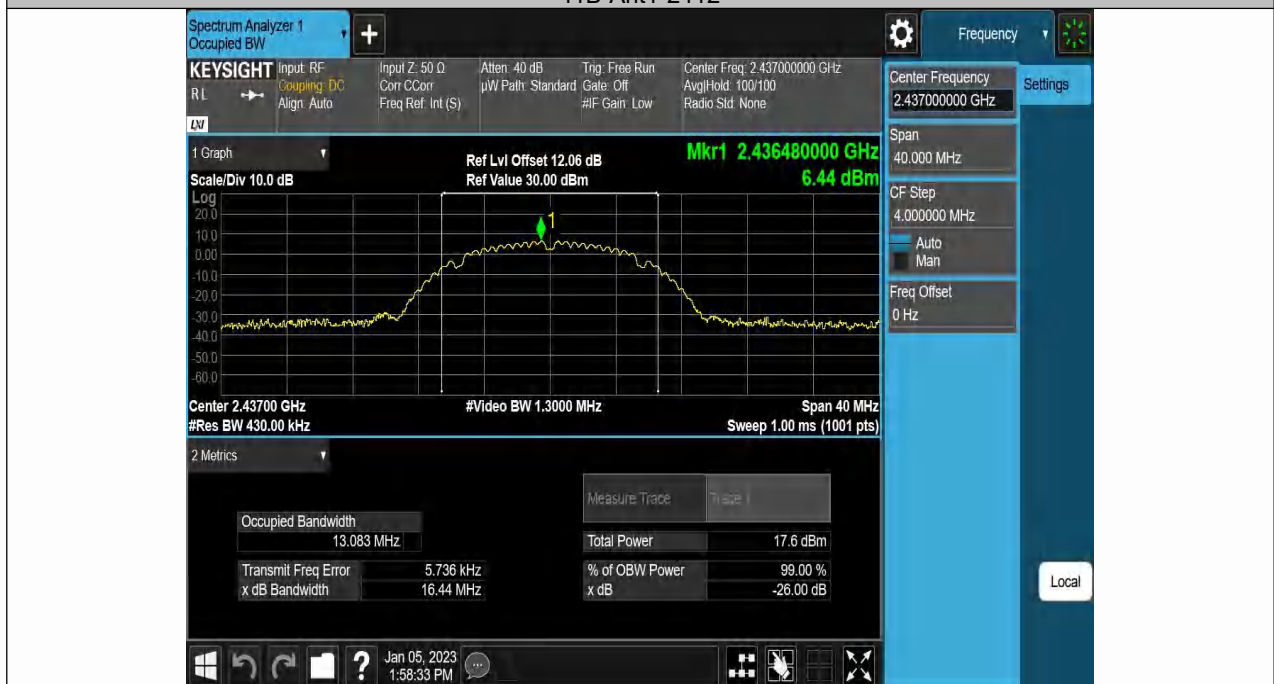 Spectrum Analyzer 1
Occupied BW
+
Frequency
KEYSIGHT
RL
LXI
Input: RF
Coupling: DC
Align: Auto
Input Z: 50 Ω
Corr CCorr
Freq Ref: Int (S)
Atten: 40 dB
µW Path: Standard
Trig: Free Run
Gate: Off
#IF Gain: Low
Center Freq: 2.437000000 GHz
Avg|Hold: 100/100
Radio Std: None
Center Frequency
2.437000000 GHz
Settings
Span
40.000 MHz
CF Step
4.000000 MHz
Auto
Man
Freq Offset
0 Hz
Local
1 Graph
Scale/Div 10.0 dB
Ref Lvl Offset 12.06 dB
Ref Value 30.00 dBm
Mkr1 2.436480000 GHz
6.44 dBm
Log
20.0
10.0
0.00
-10.0
-20.0
-30.0
-40.0
-50.0
-60.0
1
Center 2.43700 GHz
#Res BW 430.00 kHz
#Video BW 1.3000 MHz
Span 40 MHz
Sweep 1.00 ms (1001 pts)
2 Metrics
Measure Trace
Trace 1
Occupied Bandwidth
13.083 MHz
Total Power
17.6 dBm
Transmit Freq Error
5.736 kHz
% of OBW Power
99.00 %
x dB Bandwidth
16.44 MHz
x dB
-26.00 dB
?
Jan 05, 2023
1:58:33 PM